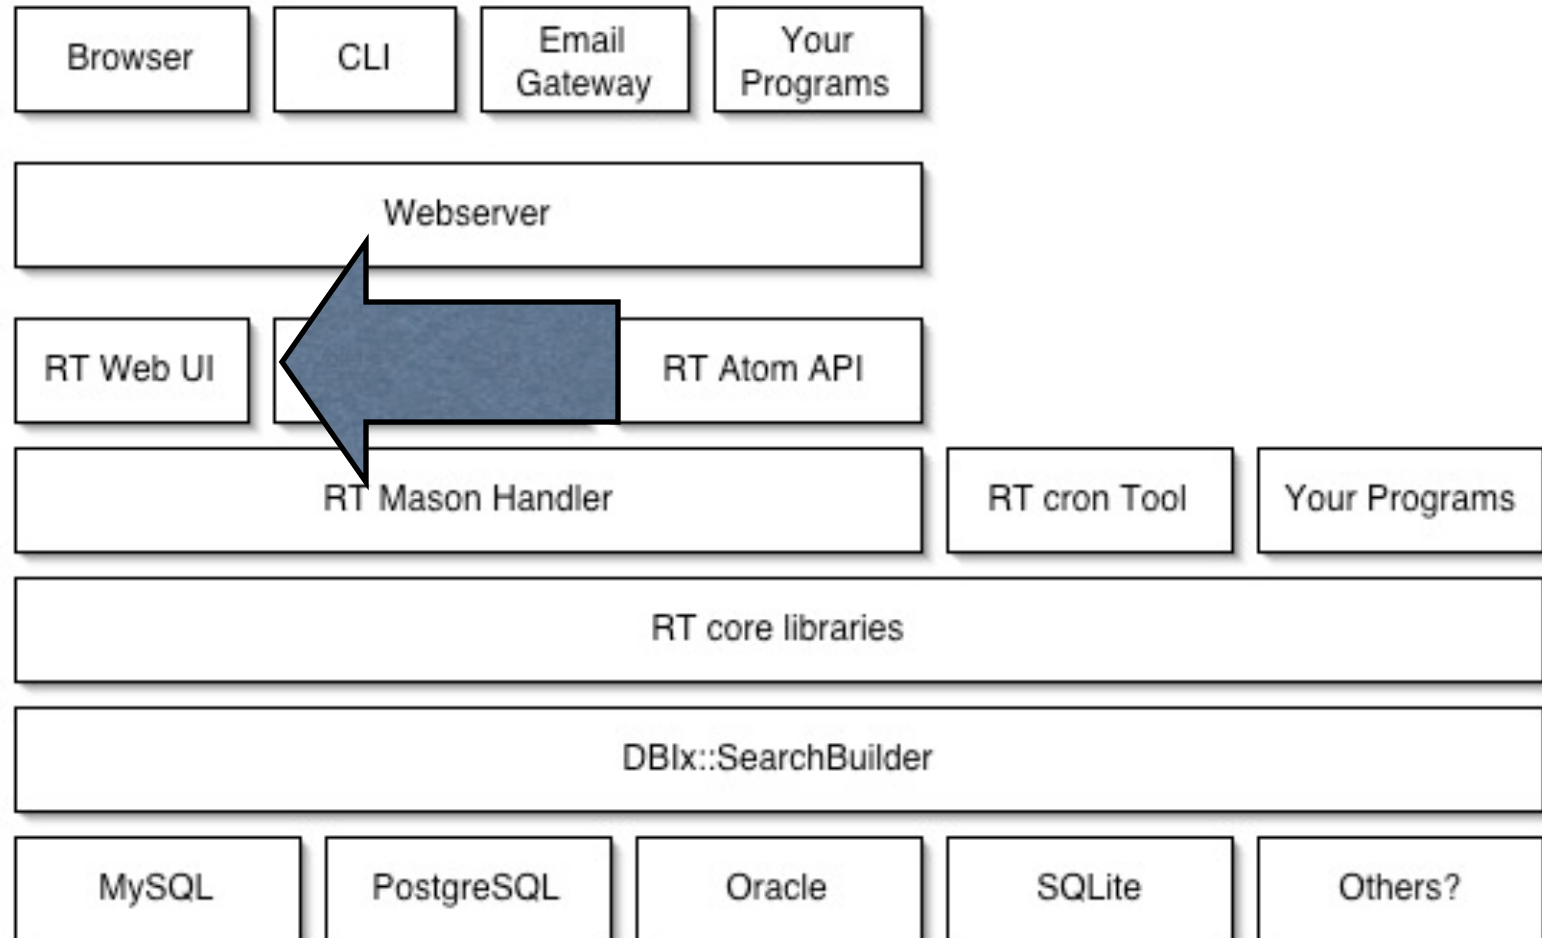 Browser
CLI
Email
Gateway
Your
Programs
Webserver
RT Web UI
RT Atom API
RT Mason Handler
RT cron Tool
Your Programs
RT core libraries
DBIx::SearchBuilder
MySQL
PostgreSQL
Oracle
SQLite
Others?